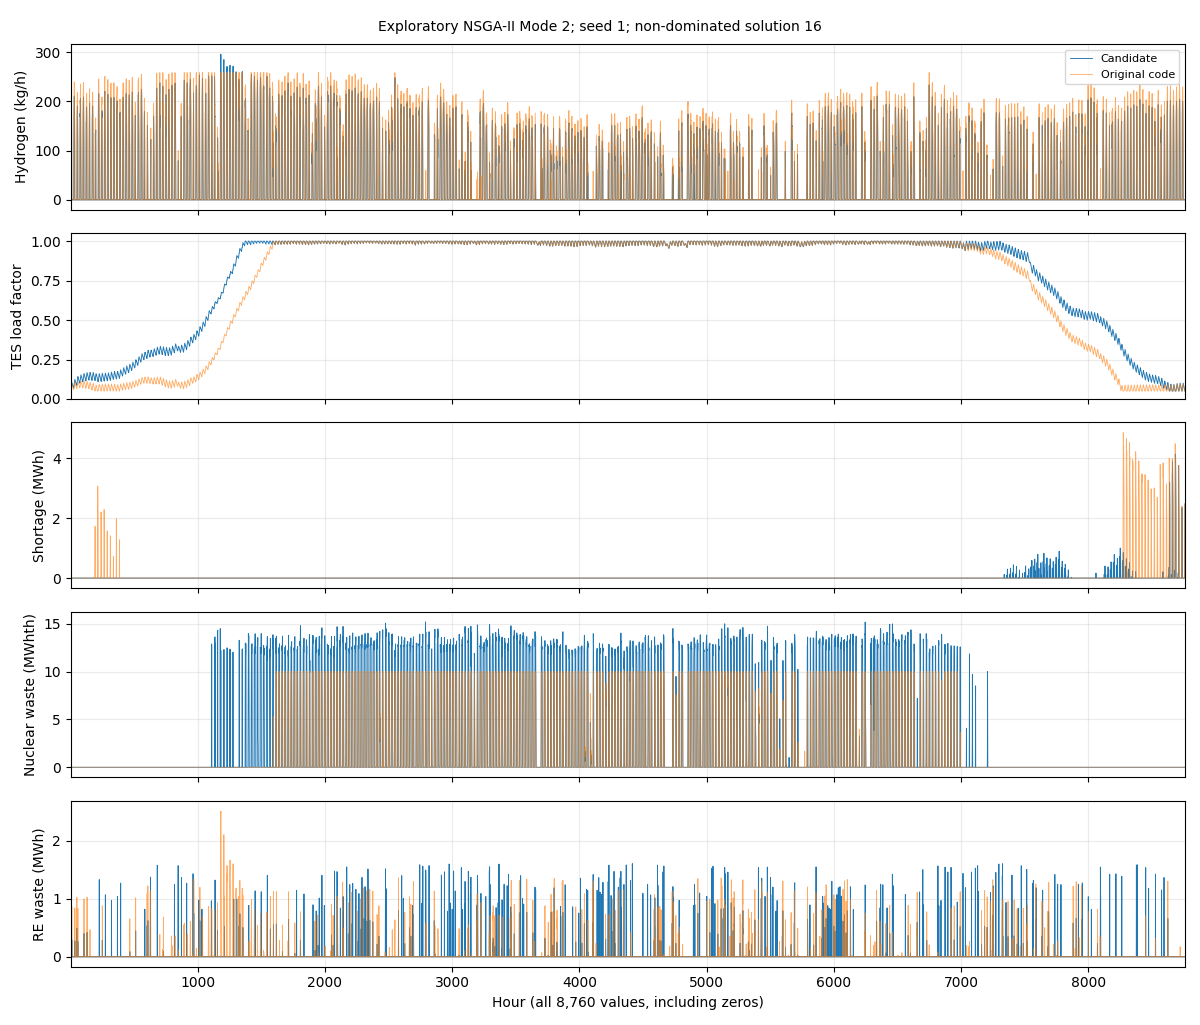 Exploratory NSGA-II Mode 2; seed 1; non-dominated solution 16
Hydrogen (kg/h)
300
200
100
0
Candidate
Original code
TES load factor
1.00
0.75
0.50
0.25
0.00
Shortage (MWh)
4
2
0
Nuclear waste (MWhth)
15
10
5
0
RE waste (MWh)
2
1
0
1000 2000 3000 4000 5000 6000 7000 8000
Hour (all 8,760 values, including zeros)